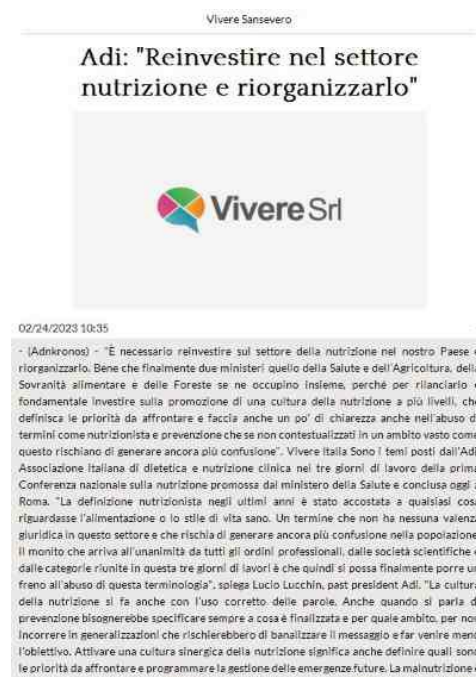 Vivere Sansevero
Adi: "Reinvestire nel settore
nutrizione e riorganizzarlo"
Vivere Srl
02/24/2023 10:35
- (Adnkronos) - "È necessario reinvestire sul settore della nutrizione nel nostro Paese e
riorganizzarlo. Bene che finalmente due ministeri quello della Salute e dell'Agricoltura, della
Sovranità alimentare e delle Foreste se ne occupino insieme, perché per rilanciarlo è
fondamentale investire sulla promozione di una cultura della nutrizione a più livelli, che
definisca le priorità da affrontare e faccia anche un po' di chiarezza anche nell'abuso di
termini come nutrizionista e prevenzione che se non contestualizzati in un ambito vasto come
questo rischiano di generare ancora più confusione". Vivere Italia Sono i temi posti dall'Adi,
Associazione italiana di dietetica e nutrizione clinica nei tre giorni di lavoro della prima
Conferenza nazionale sulla nutrizione promossa dal ministero della Salute e conclusa oggi a
Roma. "La definizione nutrizionista negli ultimi anni è stato accostata a qualsiasi cosa
riguardasse l'alimentazione o lo stile di vita sano. Un termine che non ha nessuna valenza
giuridica in questo settore e che rischia di generare ancora più confusione nella popolazione.
Il monito che arriva all'unanimità da tutti gli ordini professionali, dalle società scientifiche e
dalle categorie riunite in questa tre giorni di lavori è che quindi si possa finalmente porre un
freno all'abuso di questa terminologia", spiega Lucio Lucchin, past president Adi. "La cultura
della nutrizione si fa anche con l'uso corretto delle parole. Anche quando si parla di
prevenzione bisognerebbe specificare sempre a cosa è finalizzata e per quale ambito, per non
incorrere in generalizzazioni che rischierebbero di banalizzare il messaggio e far venire meno
l'obiettivo. Attivare una cultura sinergica della nutrizione significa anche definire quali sono
le priorità da affrontare e programmare la gestione delle emergenze future. La malnutrizione è